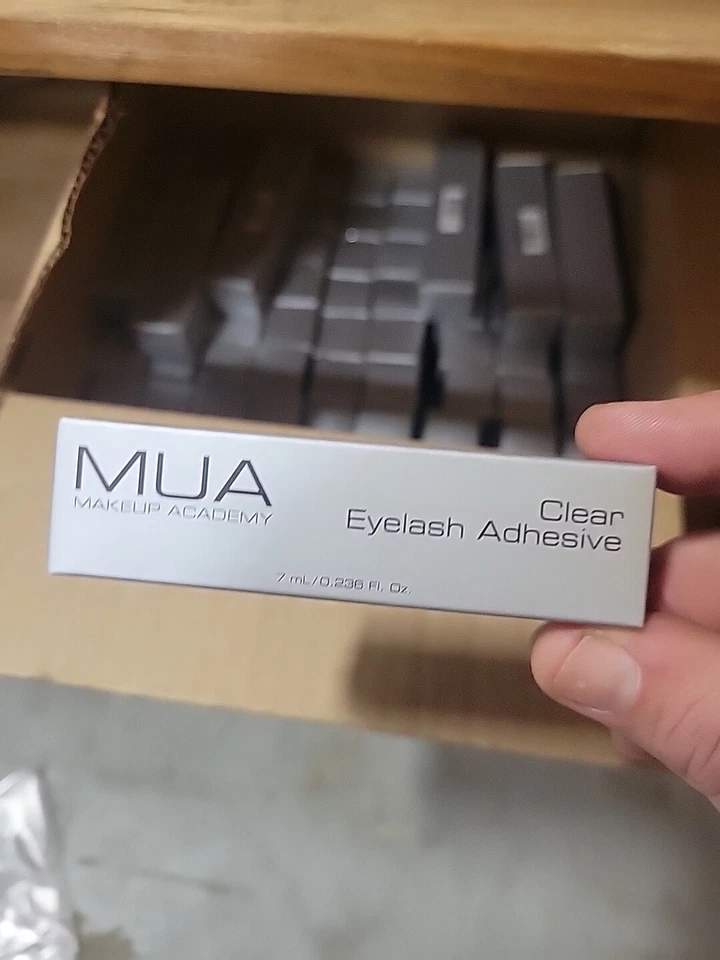 MUA
MAKEUP ACADEMY
Clear
Eyelash Adhesive
7 mL/0.236 Fl. Oz.